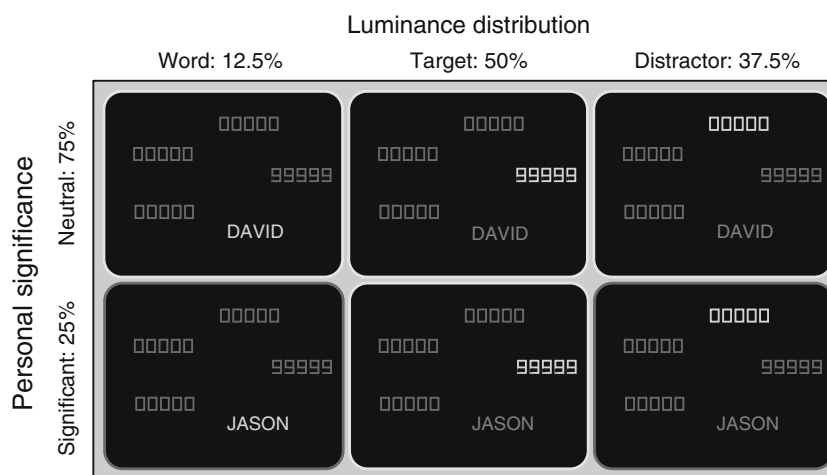 Luminance distribution
Word: 12.5% Target: 50% Distractor: 37.5%
Personal significance
Neutral: 75%
00000 00000 00000
00000 00000 00000
99999 99999 99999
00000 00000 00000
DAVID DAVID DAVID
Significant: 25%
00000 00000 00000
00000 00000 00000
99999 99999 99999
00000 00000 00000
JASON JASON JASON